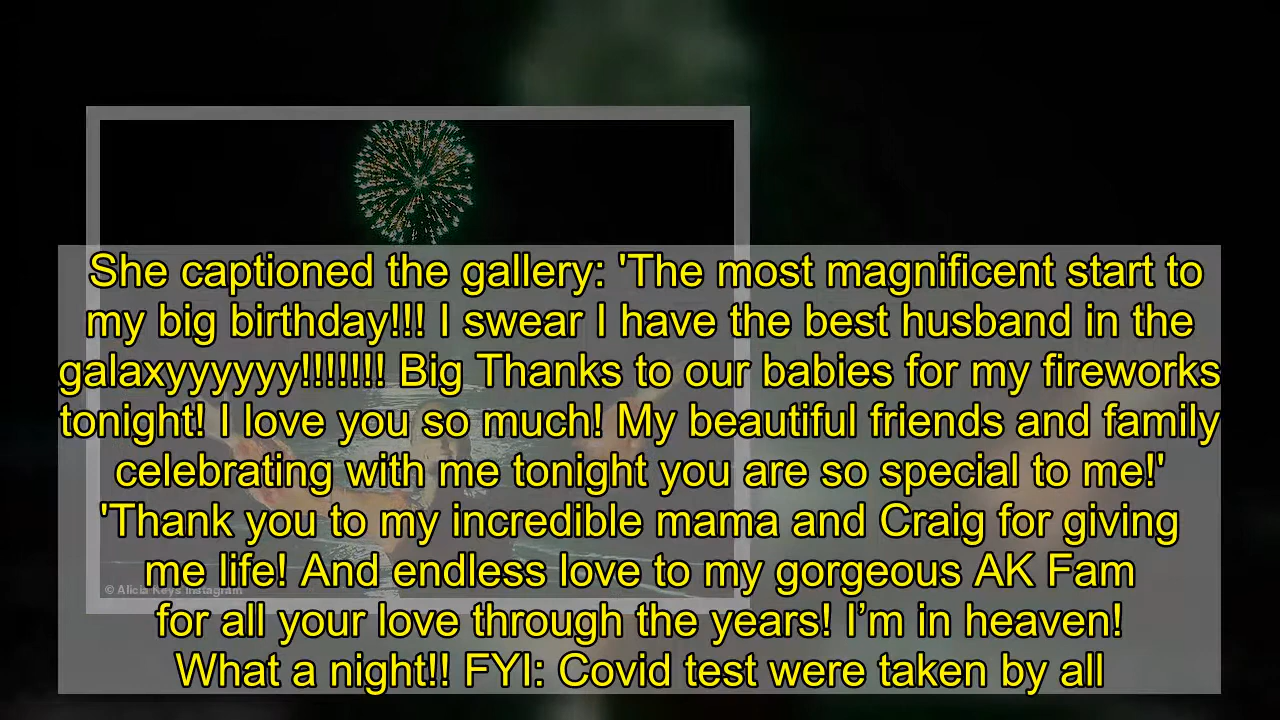 She captioned the gallery: 'The most magnificent start to
my big birthday!!! I swear I have the best husband in the
galaxyyyyyy!!!!!!! Big Thanks to our babies for my fireworks
tonight! I love you so much! My beautiful friends and family
celebrating with me tonight you are so special to me!'
'Thank you to my incredible mama and Craig for giving
me life! And endless love to my gorgeous AK Fam
© Alicia Keys Instagram
for all your love through the years! I’m in heaven!
What a night!! FYI: Covid test were taken by all